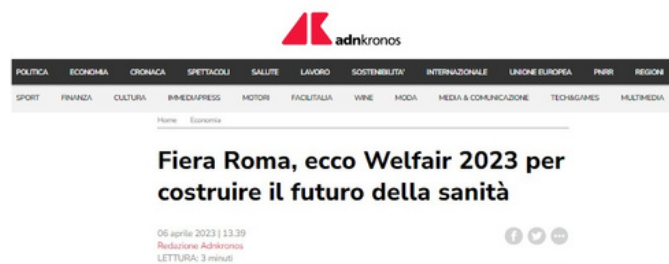 adnkronos
POLITICA ECONOMIA CRONACA SPETTACOLI SALUTE LAVORO SOSTENIBILITA' INTERNAZIONALE UNIONE EUROPEA PNRR REGIONI
SPORT FINANZA CULTURA IMMEDIAPRESS MOTORI FACILITALIA WINE MODA MEDIA & COMUNICAZIONE TECH&GAMES MULTIMEDIA
Home Economia
Fiera Roma, ecco Welfair 2023 per
costruire il futuro della sanità
06 aprile 2023 | 13.39
Redazione Adnkronos
LETTURA: 3 minuti